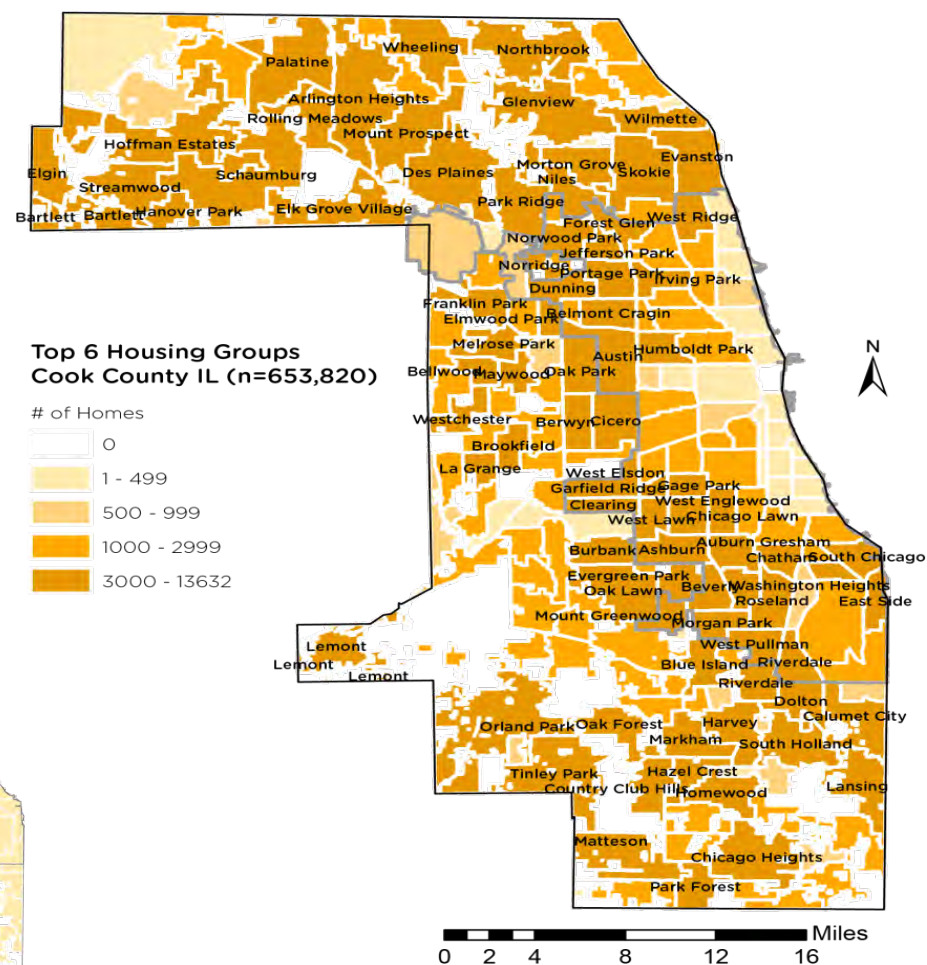 Wheeling
Northbrook
Palatine
Arlington Heights
Glenview
Rolling Meadows
Wilmette
Mount Prospect
Hoffman Estates
Evanston
Morton Grove
Elgin
Schaumburg
Des Plaines
Niles
Skokie
Streamwood
Park Ridge
Bartlett
Bartlett
Hanover Park
Elk Grove Village
West Ridge
Forest Glen
Norwood Park
Jefferson Park
Norridge
Portage Park
Irving Park
Dunning
Franklin Park
Belmont Cragin
Elmwood Park
Melrose Park
Humboldt Park
Austin
Bellwood
Maywood
Oak Park
Westchester
Berwyn
Cicero
Brookfield
La Grange
West Elsdon
Garfield Ridge
Gage Park
Clearing
West Englewood
West Lawn
Chicago Lawn
Burbank
Ashburn
Auburn Gresham
Chatham
South Chicago
Evergreen Park
Oak Lawn
Beverly
Washington Heights
Roseland
East Side
Mount Greenwood
Morgan Park
Lemont
West Pullman
Lemont
Blue Island
Riverdale
Lemont
Riverdale
Dolton
Calumet City
Orland Park
Oak Forest
Harvey
Markham
South Holland
Tinley Park
Hazel Crest
Country Club Hills
Homewood
Lansing
Matteson
Chicago Heights
Park Forest
Top 6 Housing Groups
Cook County IL (n=653,820)
# of Homes
0
1 - 499
500 - 999
1000 - 2999
3000 - 13632
N
Miles
0 2 4 8 12 16